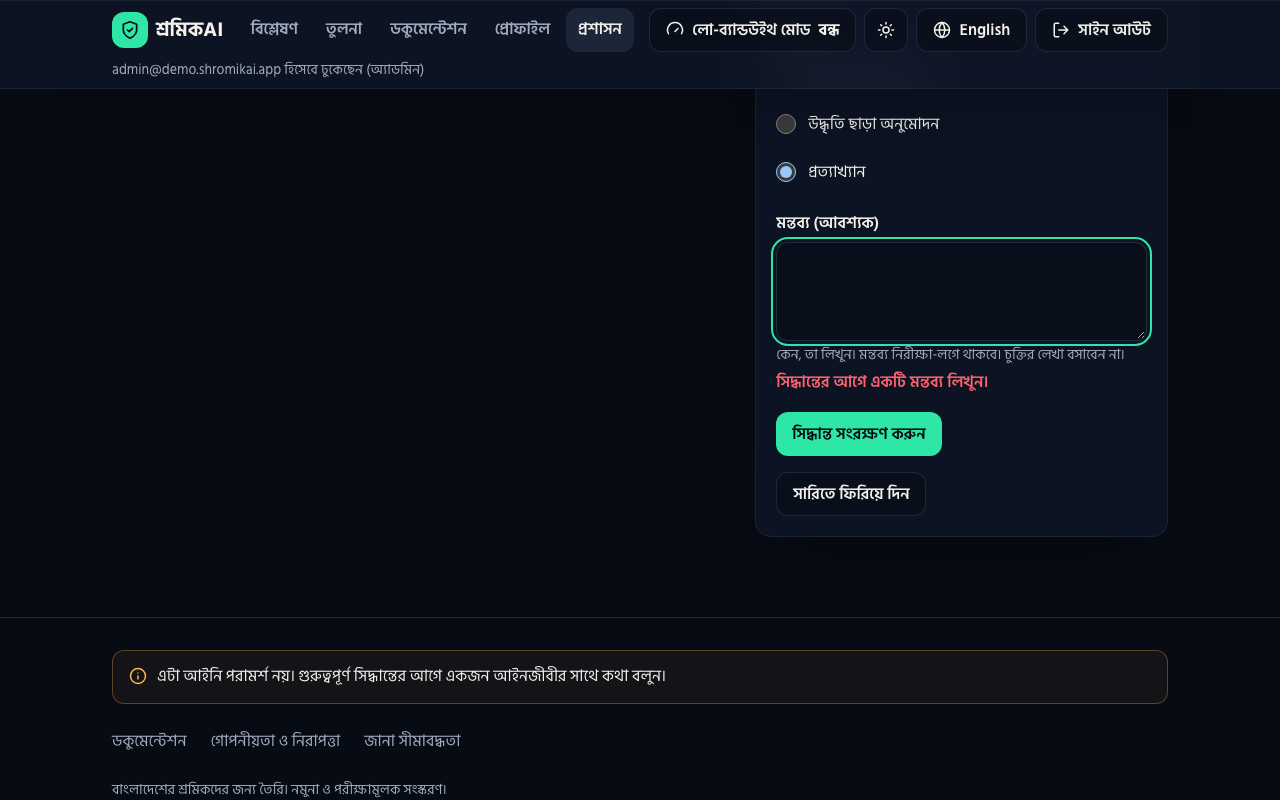 শ্রমিকAI
বিশ্লেষণ
তুলনা
ডকুমেন্টেশন
প্রোফাইল
প্রশাসন
লো-ব্যান্ডউইথ মোড বন্ধ
English
সাইন আউট
admin@demo.shromikai.app হিসেবে ঢুকেছেন (অ্যাডমিন)
উদ্ধৃতি ছাড়া অনুমোদন
প্রত্যাখ্যান
মন্তব্য (আবশ্যক)
কেন, তা লিখুন। মন্তব্য নিরীক্ষা-লগে থাকবে। চুক্তির লেখা বসাবেন না।
সিদ্ধান্তের আগে একটি মন্তব্য লিখুন।
সিদ্ধান্ত সংরক্ষণ করুন
সারিতে ফিরিয়ে দিন
এটা আইনি পরামর্শ নয়। গুরুত্বপূর্ণ সিদ্ধান্তের আগে একজন আইনজীবীর সাথে কথা বলুন।
ডকুমেন্টেশন
গোপনীয়তা ও নিরাপত্তা
জানা সীমাবদ্ধতা
বাংলাদেশের শ্রমিকদের জন্য তৈরি। নমুনা ও পরীক্ষামূলক সংস্করণ।